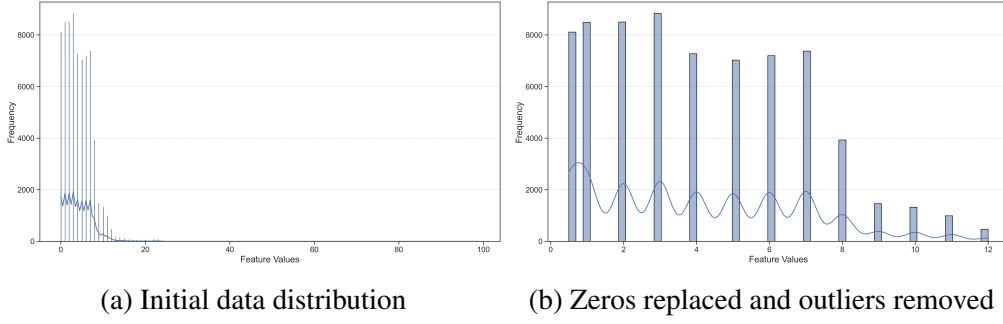 8000
6000
4000
2000
0
Frequency
0 20 40 60 80 100
Feature Values
(a) Initial data distribution
8000
6000
4000
2000
0
Frequency
0 2 4 6 8 10 12
Feature Values
(b) Zeros replaced and outliers removed